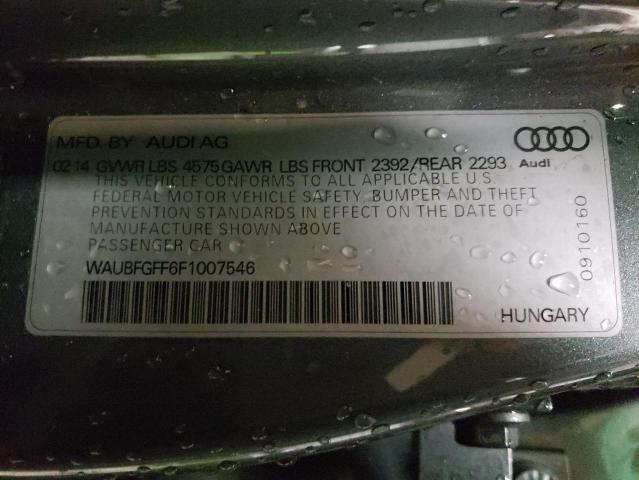 MFD. BY AUDI AG
02 14 GVWR LBS 4575 GAWR LBS FRONT 2392/REAR 2293
THIS VEHICLE CONFORMS TO ALL APPLICABLE U.S.
FEDERAL MOTOR VEHICLE SAFETY, BUMPER AND THEFT
PREVENTION STANDARDS IN EFFECT ON THE DATE OF
MANUFACTURE SHOWN ABOVE
PASSENGER CAR
WAUBFGFF6F1007546
Audi
0910160
HUNGARY